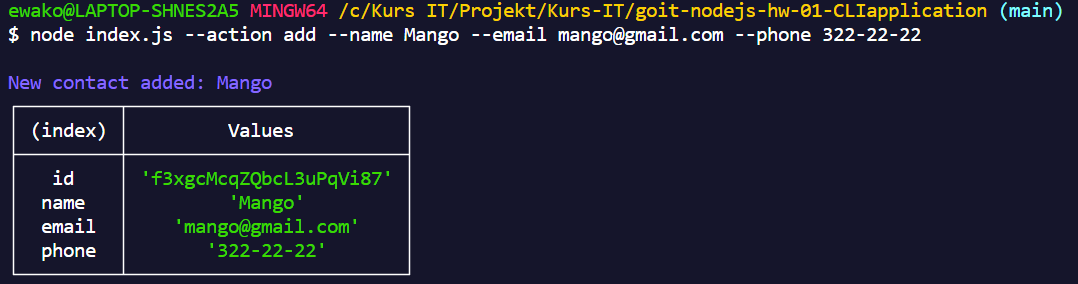 ewako@LAPTOP-SHNES2A5 MINGW64 /c/Kurs IT/Projekt/Kurs-IT/goit-nodejs-hw-01-CLIapplication (main)
$ node index.js --action add --name Mango --email mango@gmail.com --phone 322-22-22
New contact added: Mango
(index) Values
id 'f3xgcMcqZQbcL3uPqVi87'
name 'Mango'
email 'mango@gmail.com'
phone '322-22-22'